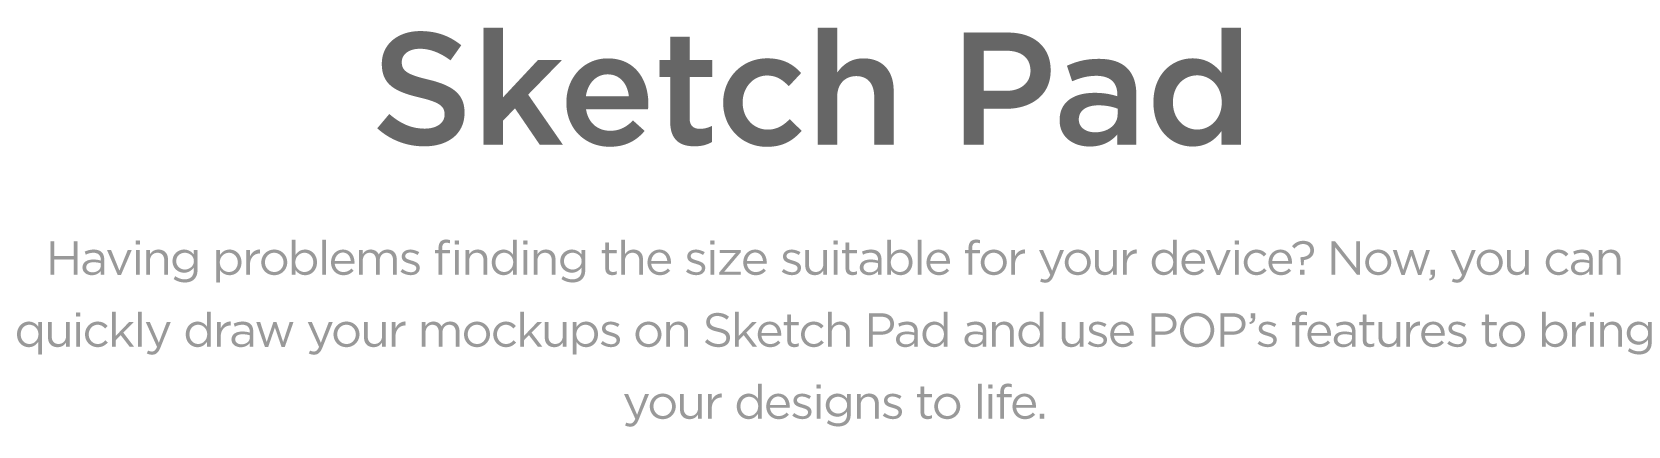 Sketch Pad
Having problems finding the size suitable for your device? Now, you can
quickly draw your mockups on Sketch Pad and use POP’s features to bring
your designs to life.